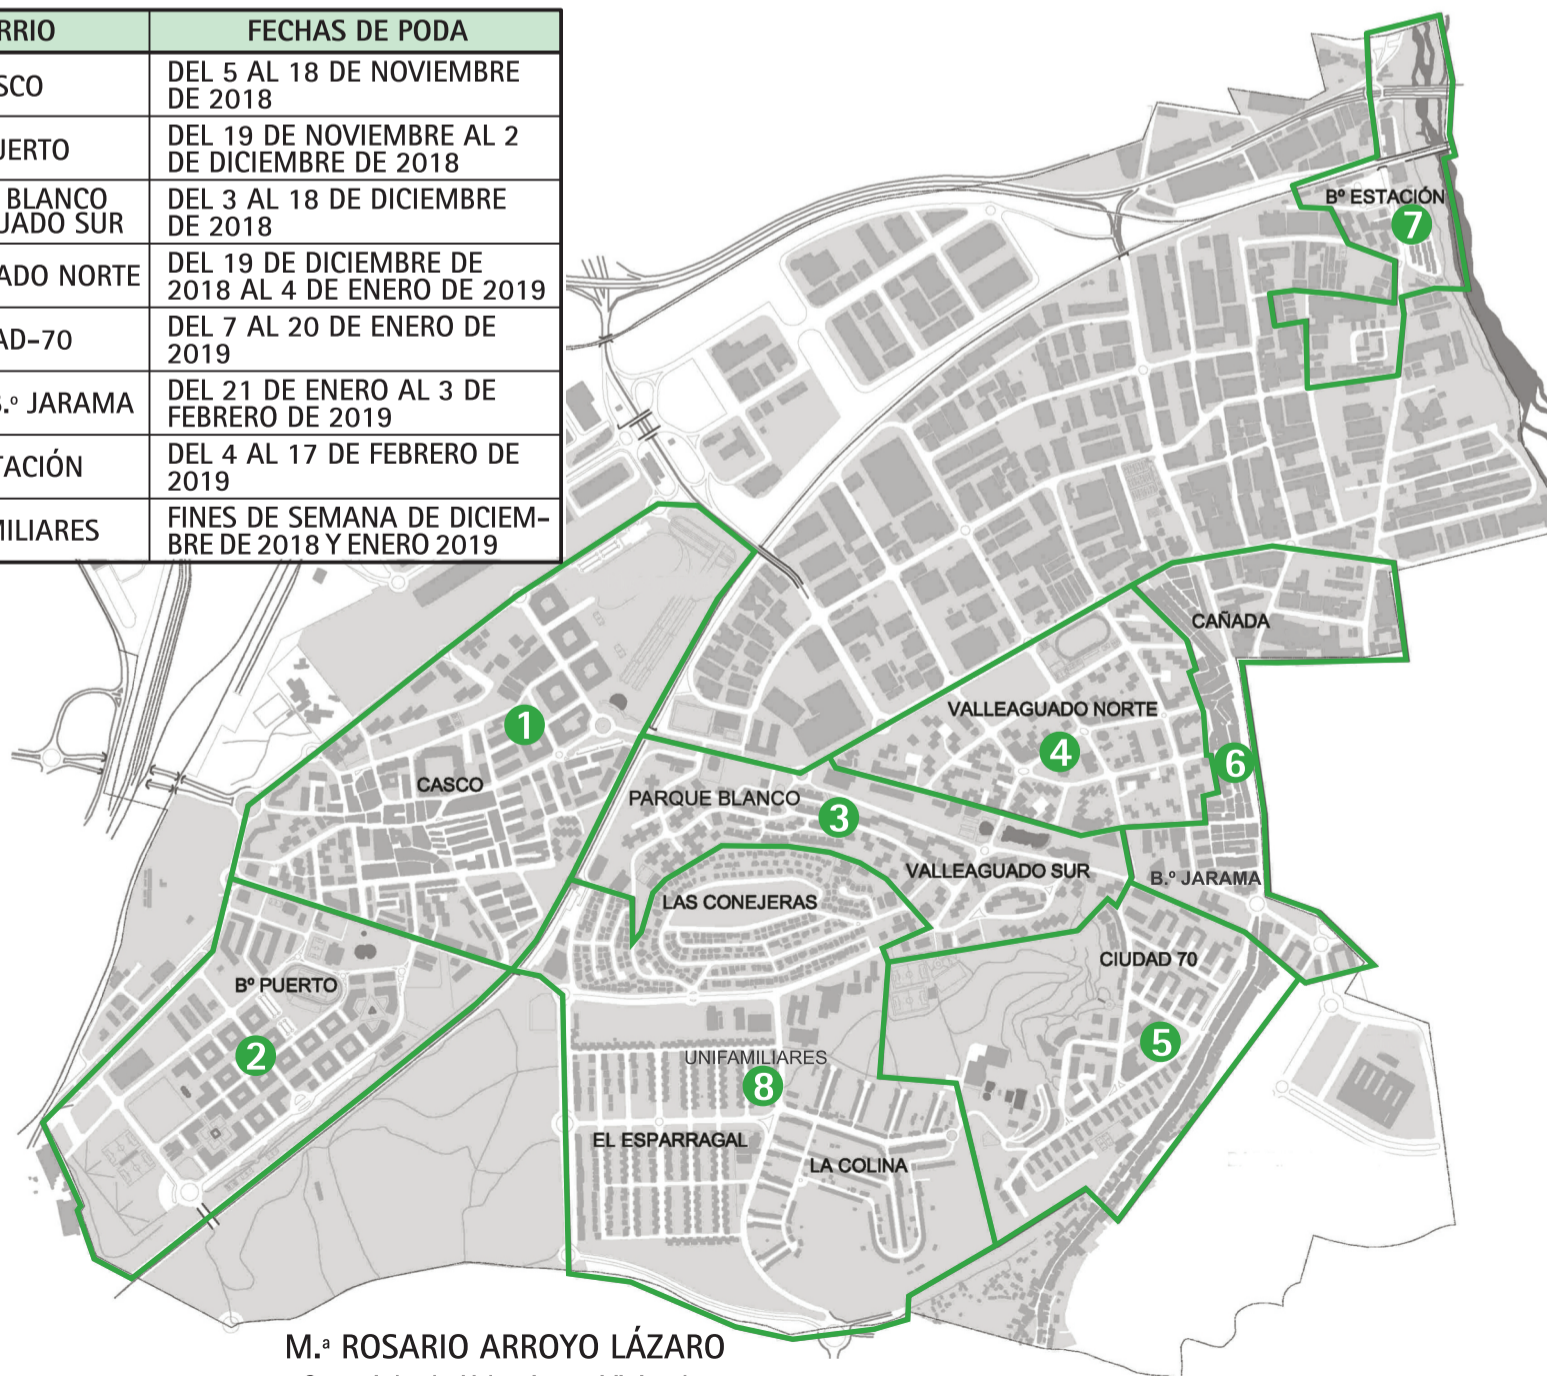 RRIO FECHAS DE PODA
SCO DEL 5 AL 18 DE NOVIEMBRE
DE 2018
UERTO DEL 19 DE NOVIEMBRE AL 2
DE DICIEMBRE DE 2018
BLANCO DEL 3 AL 18 DE DICIEMBRE
UADO SUR DE 2018
ADO NORTE DEL 19 DE DICIEMBRE DE
2018 AL 4 DE ENERO DE 2019
AD-70 DEL 7 AL 20 DE ENERO DE
2019
B.º JARAMA DEL 21 DE ENERO AL 3 DE
FEBRERO DE 2019
TACIÓN DEL 4 AL 17 DE FEBRERO DE
2019
MILIARES FINES DE SEMANA DE DICIEM-
BRE DE 2018 Y ENERO 2019
Bº ESTACIÓN
7
CAÑADA
VALLEAGUADO NORTE
4
6
1
CASCO
PARQUE BLANCO
3
VALLEAGUADO SUR
B.º JARAMA
LAS CONEJERAS
CIUDAD 70
5
Bº PUERTO
2
UNIFAMILIARES
8
EL ESPARRAGAL
LA COLINA
M.ª ROSARIO ARROYO LÁZARO